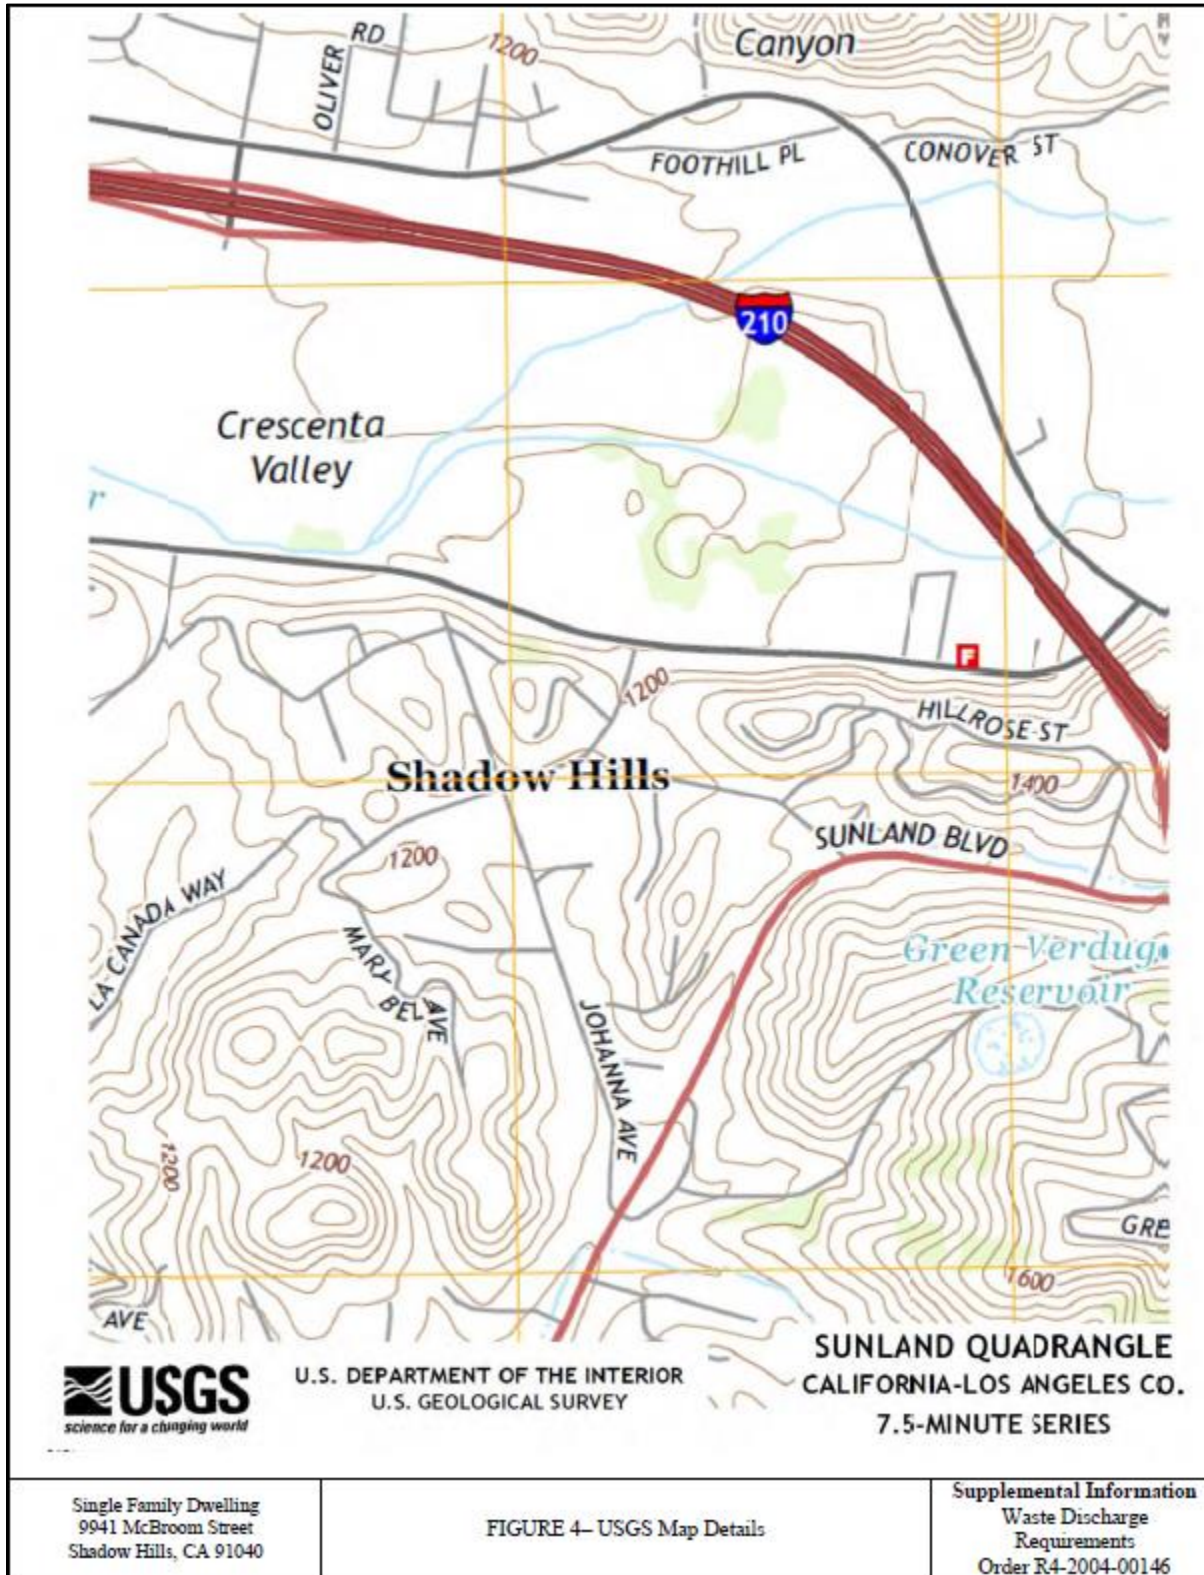 Canyon
RD
OLIVER
1200
FOOTHILL PL
CONOVER ST
210
Crescenta
Valley
r
F
1200
HILLROSE ST
Shadow Hills
1400
SUNLAND BLVD
1200
LA CANADA WAY
MARY
BEL
AVE
Green Verdug
Reservoir
JOHANNA AVE
1200
1200
GRE
1600
AVE
SUNLAND QUADRANGLE
CALIFORNIA-LOS ANGELES CO.
7.5-MINUTE SERIES
USGS
science for a changing world
U.S. DEPARTMENT OF THE INTERIOR
U.S. GEOLOGICAL SURVEY
Single Family Dwelling
9941 McBroom Street
Shadow Hills, CA 91040
FIGURE 4– USGS Map Details
Supplemental Information
Waste Discharge
Requirements
Order R4-2004-00146